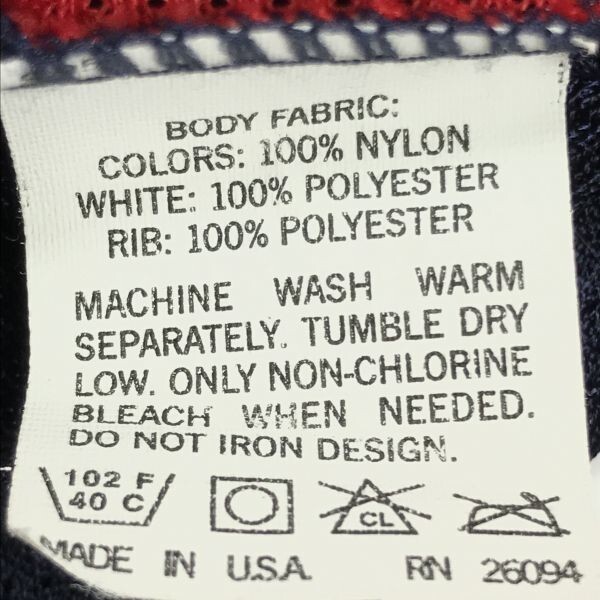 BODY FABRIC:
COLORS: 100% NYLON
WHITE: 100% POLYESTER
RIB: 100% POLYESTER
MACHINE WASH WARM
SEPARATELY. TUMBLE DRY
LOW. ONLY NON-CHLORINE
BLEACH WHEN NEEDED.
DO NOT IRON DESIGN.
102 F
40 C
CL
MADE IN U.S.A. RN 26094